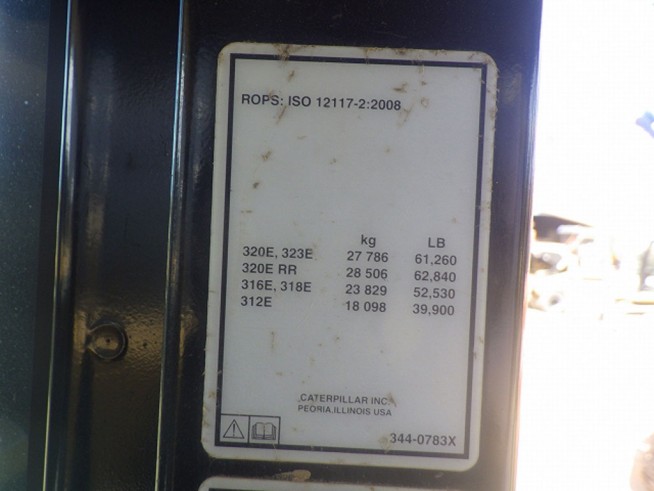 ROPS: ISO 12117-2:2008
kg LB
320E, 323E 27 786 61,260
320E RR 28 506 62,840
316E, 318E 23 829 52,530
312E 18 098 39,900
CATERPILLAR INC.
PEORIA,ILLINOIS USA
344-0783X